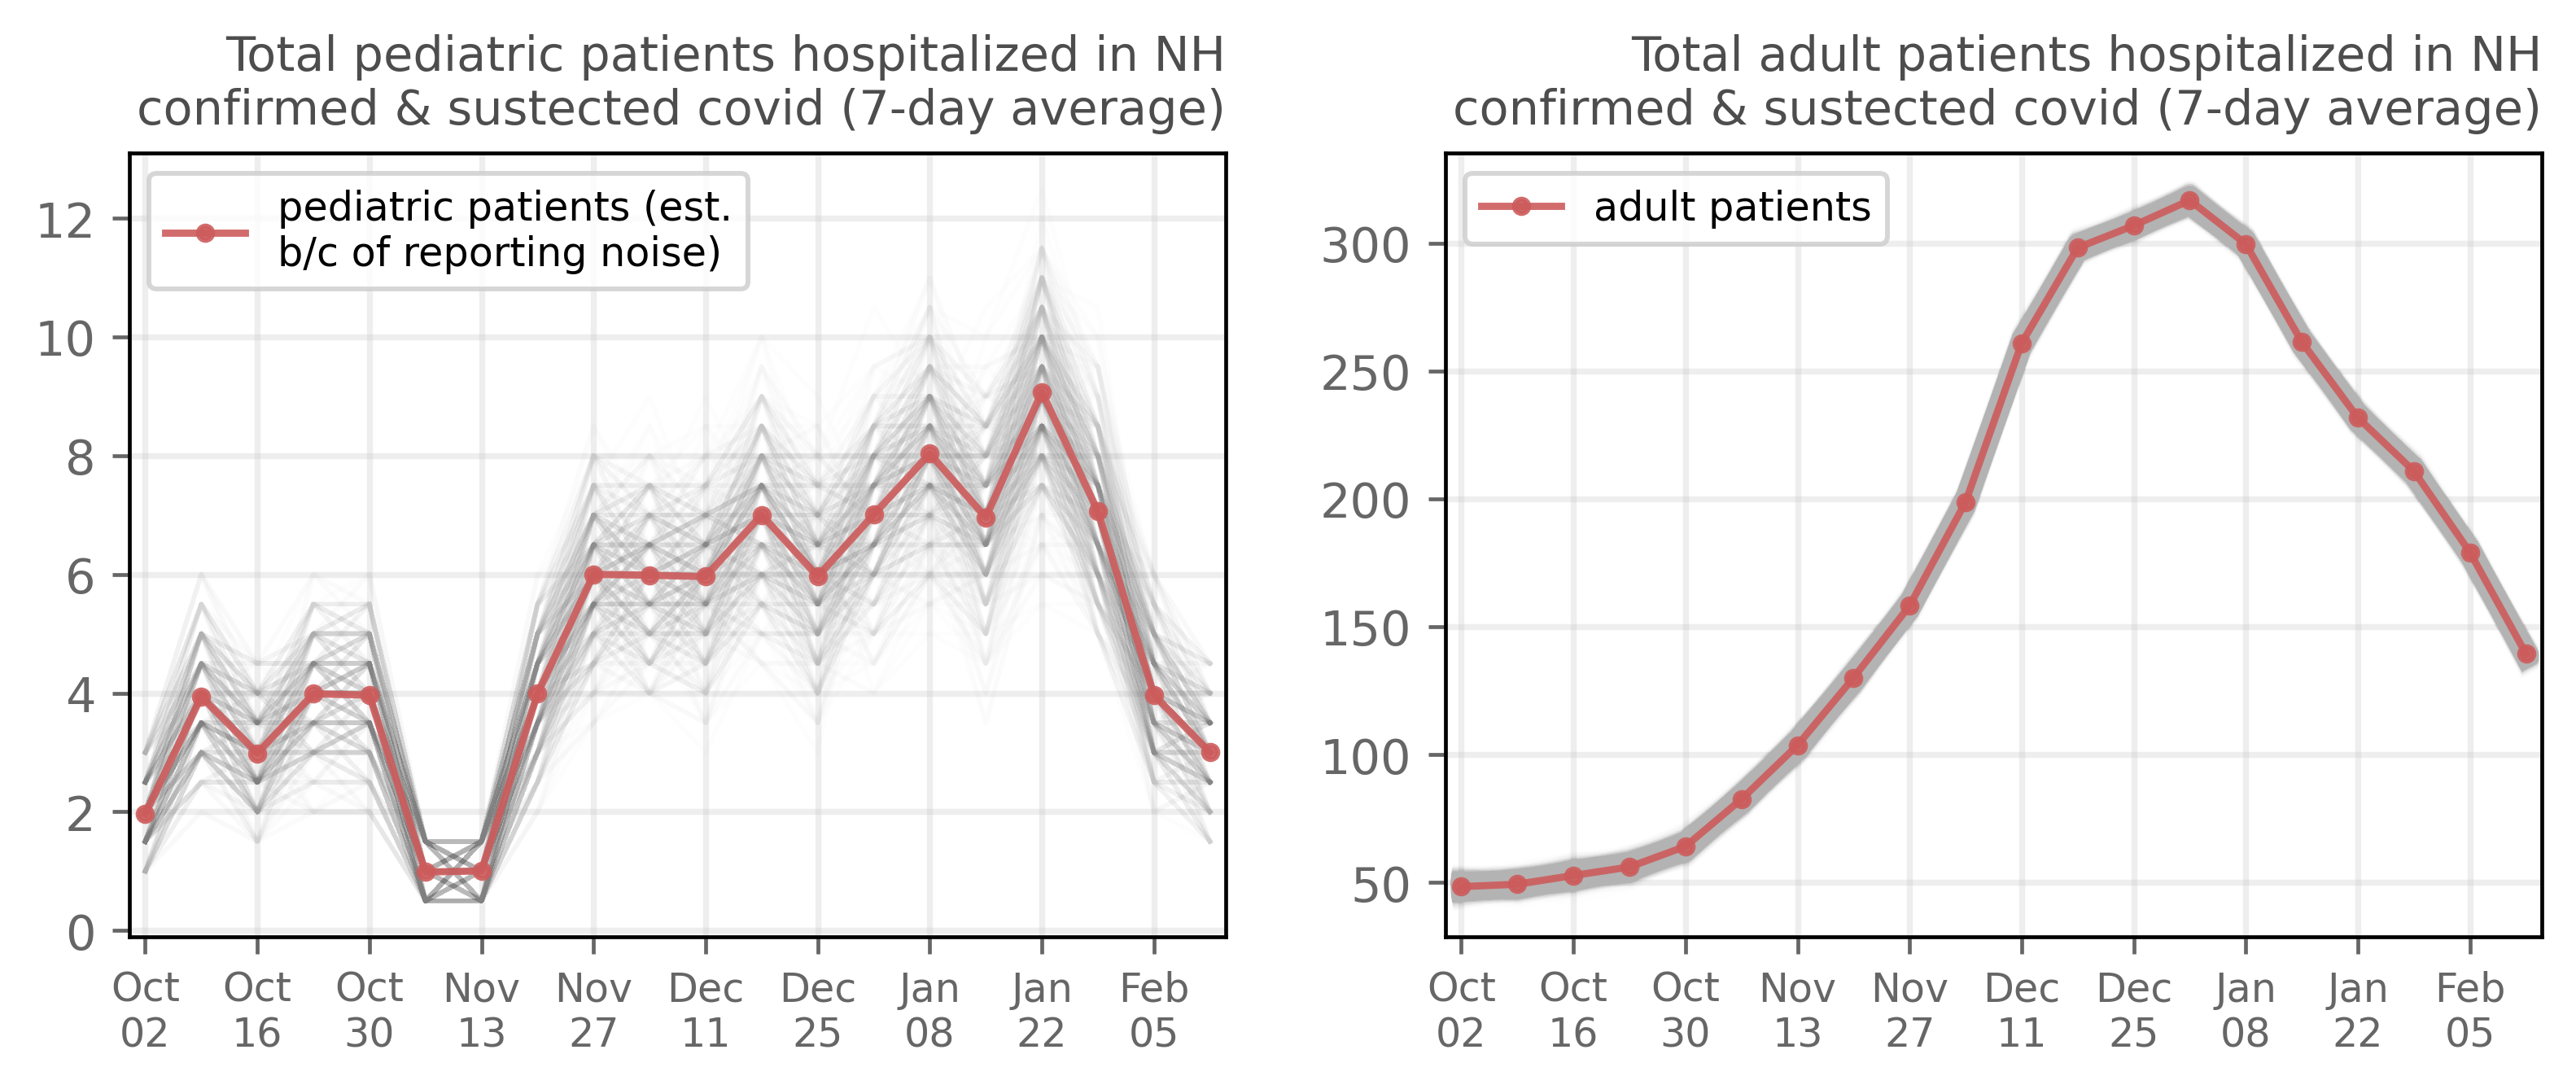 Total pediatric patients hospitalized in NH
confirmed & sustected covid (7-day average)
pediatric patients (est.
b/c of reporting noise)
12
10
8
6
4
2
0
Oct Oct Oct Nov Nov Dec Dec Jan Jan Feb
02 16 30 13 27 11 25 08 22 05
Total adult patients hospitalized in NH
confirmed & sustected covid (7-day average)
adult patients
300
250
200
150
100
50
Oct Oct Oct Nov Nov Dec Dec Jan Jan Feb
02 16 30 13 27 11 25 08 22 05